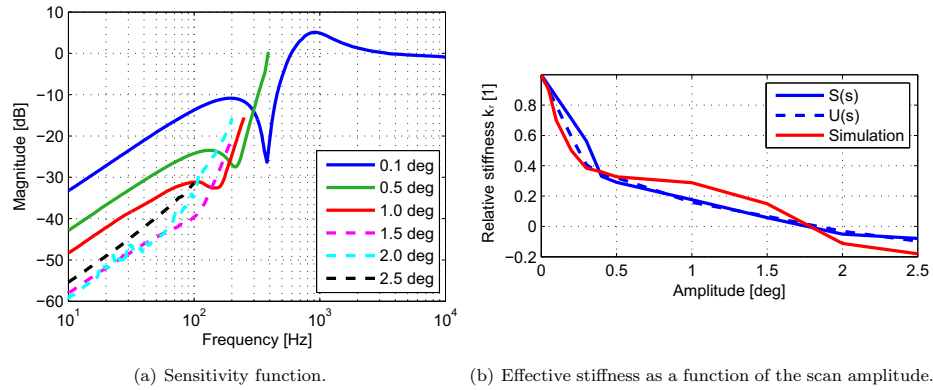 10
0
−10
−20
−30
−40
−50
−60
Magnitude [dB]
10¹ 10² 10³ 10⁴
Frequency [Hz]
0.1 deg
0.5 deg
1.0 deg
1.5 deg
2.0 deg
2.5 deg
(a) Sensitivity function.
0.8
0.6
0.4
0.2
0
−0.2
Relative stiffness kᵣ [1]
0 0.5 1 1.5 2 2.5
Amplitude [deg]
S(s)
U(s)
Simulation
(b) Effective stiffness as a function of the scan amplitude.